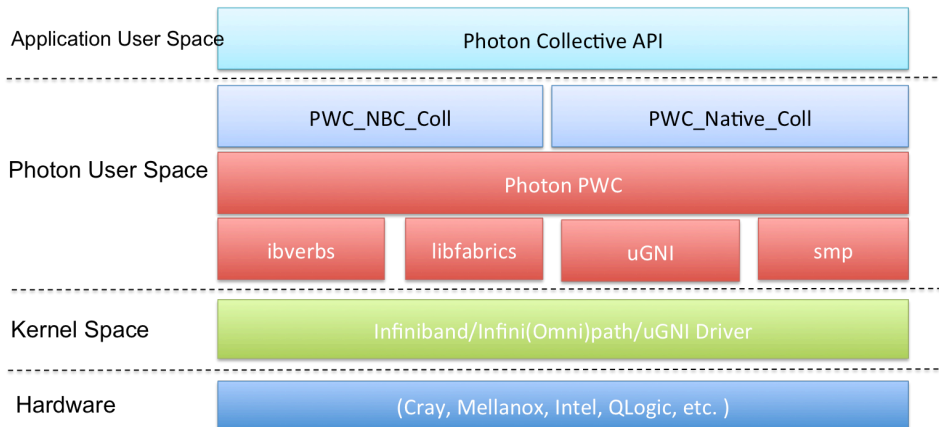 Application User Space
Photon Collective API
PWC_NBC_Coll
PWC_Native_Coll
Photon User Space
Photon PWC
ibverbs
libfabrics
uGNI
smp
Kernel Space
Infiniband/Infini(Omni)path/uGNI Driver
Hardware
(Cray, Mellanox, Intel, QLogic, etc. )